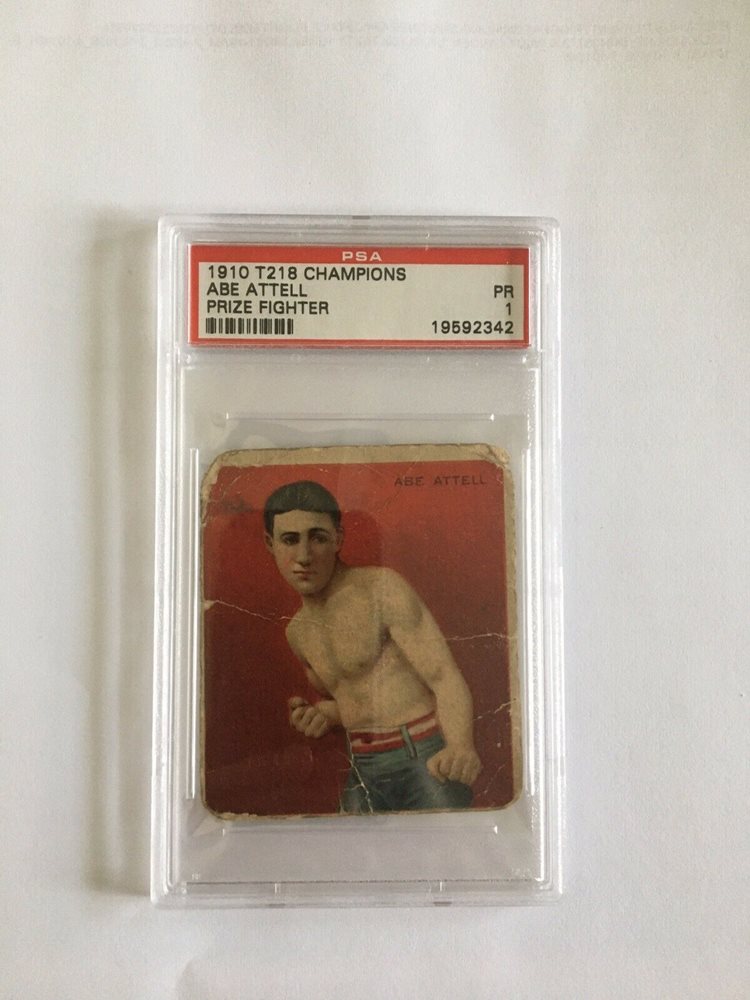 PSA
1910 T218 CHAMPIONS
ABE ATTELL PR
PRIZE FIGHTER 1
19592342
ABE ATTELL